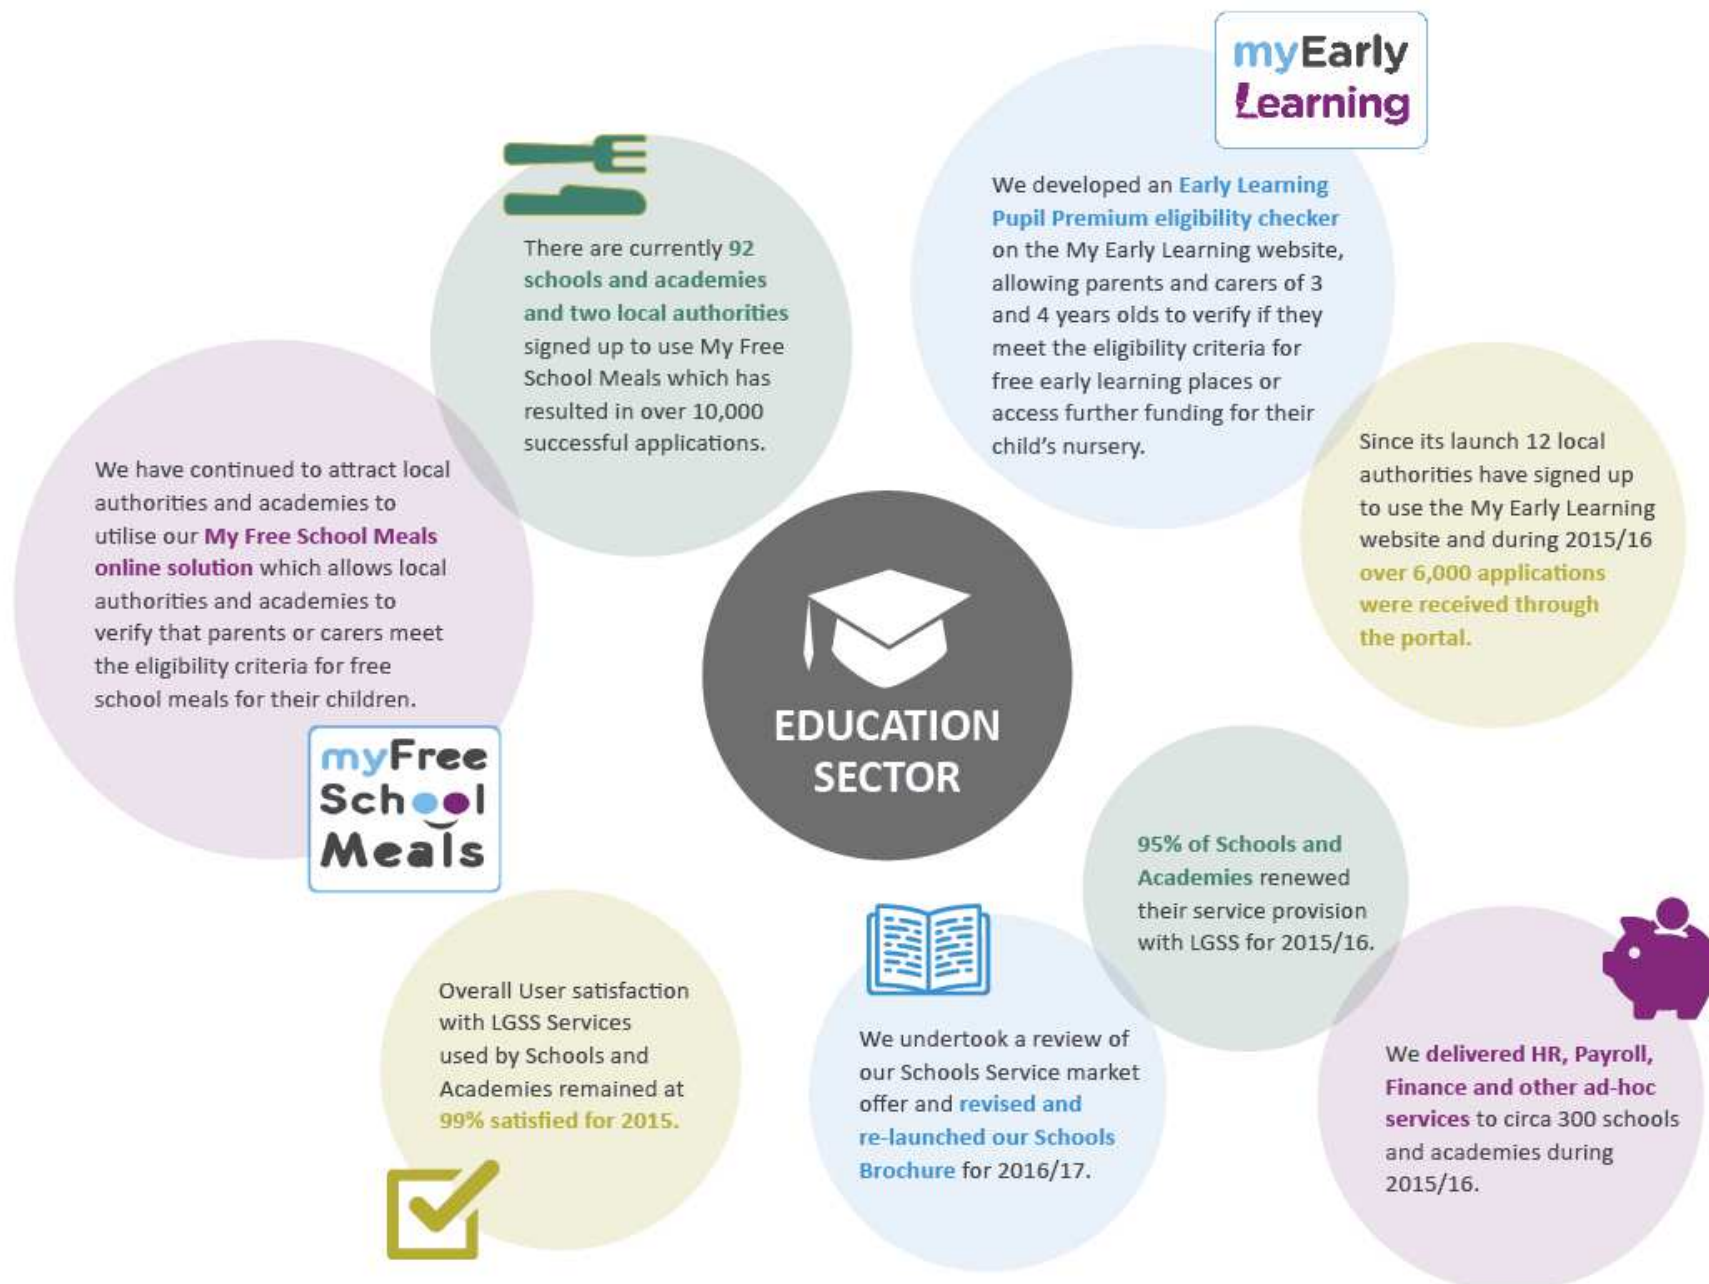 myEarly
Learning
We developed an Early Learning
Pupil Premium eligibility checker
on the My Early Learning website,
allowing parents and carers of 3
and 4 years olds to verify if they
meet the eligibility criteria for
free early learning places or
access further funding for their
child's nursery.
There are currently 92
schools and academies
and two local authorities
signed up to use My Free
School Meals which has
resulted in over 10,000
successful applications.
Since its launch 12 local
authorities have signed up
to use the My Early Learning
website and during 2015/16
over 6,000 applications
were received through
the portal.
We have continued to attract local
authorities and academies to
utilise our My Free School Meals
online solution which allows local
authorities and academies to
verify that parents or carers meet
the eligibility criteria for free
school meals for their children.
myFree
School
Meals
EDUCATION
SECTOR
95% of Schools and
Academies renewed
their service provision
with LGSS for 2015/16.
Overall User satisfaction
with LGSS Services
used by Schools and
Academies remained at
99% satisfied for 2015.
We undertook a review of
our Schools Service market
offer and revised and
re-launched our Schools
Brochure for 2016/17.
We delivered HR, Payroll,
Finance and other ad-hoc
services to circa 300 schools
and academies during
2015/16.